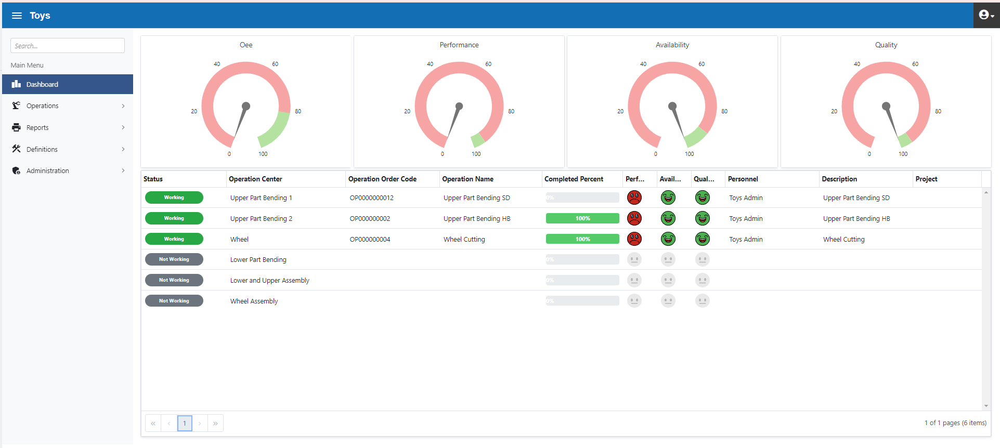 Toys
Search...
Main Menu
Dashboard
Operations
Reports
Definitions
Administration
Oee
40 60
20 80
0 100
Performance
40 60
20 80
0 100
Availability
40 60
20 80
0 100
Quality
40 60
20 80
0 100
Status Operation Center Operation Order Code Operation Name Completed Percent Perf... Avail... Qual... Personnel Description Project
Working Upper Part Bending 1 OP0000000012 Upper Part Bending SD 0% Toys Admin Upper Part Bending SD
Working Upper Part Bending 2 OP000000002 Upper Part Bending HB 100% Toys Admin Upper Part Bending HB
Working Wheel OP000000004 Wheel Cutting 100% Toys Admin Wheel Cutting
Not Working Lower Part Bending 0%
Not Working Lower and Upper Assembly 0%
Not Working Wheel Assembly 0%
« ‹ 1 › » 1 of 1 pages (6 items)